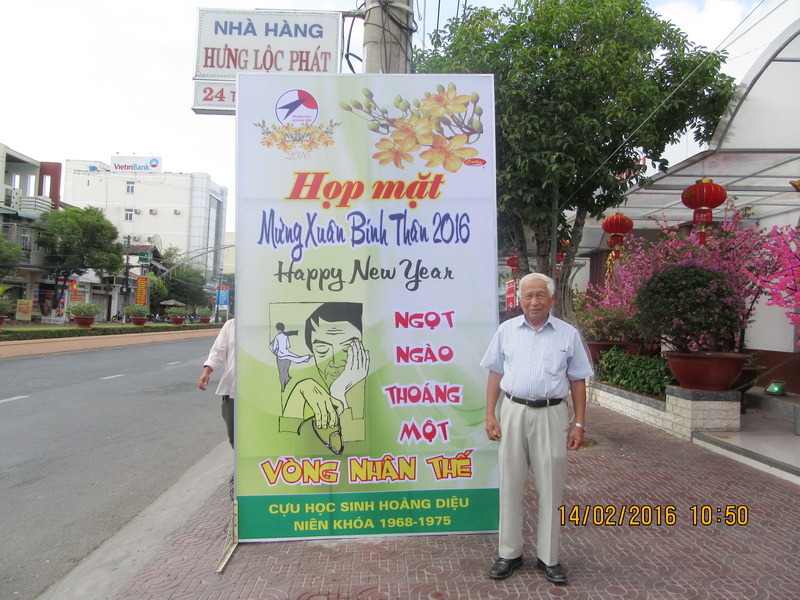 NHÀ HÀNG
HƯNG LỘC PHÁT
24
VietinBank
2016
Họp mặt
Mừng Xuân Bính Thân 2016
Happy New Year
NGỌT
NGÀO
THOÁNG
MỘT
VÒNG NHÂN THẾ
CỰU HỌC SINH HOÀNG DIỆU
NIÊN KHÓA 1968-1975
14/02/2016 10:50